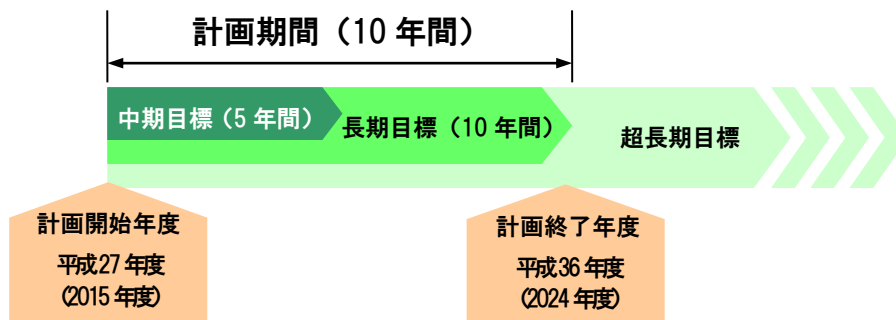 計画期間（10 年間）
中期目標（5 年間）
長期目標（10 年間）
超長期目標
計画開始年度
平成27 年度
(2015 年度)
計画終了年度
平成36 年度
(2024 年度)